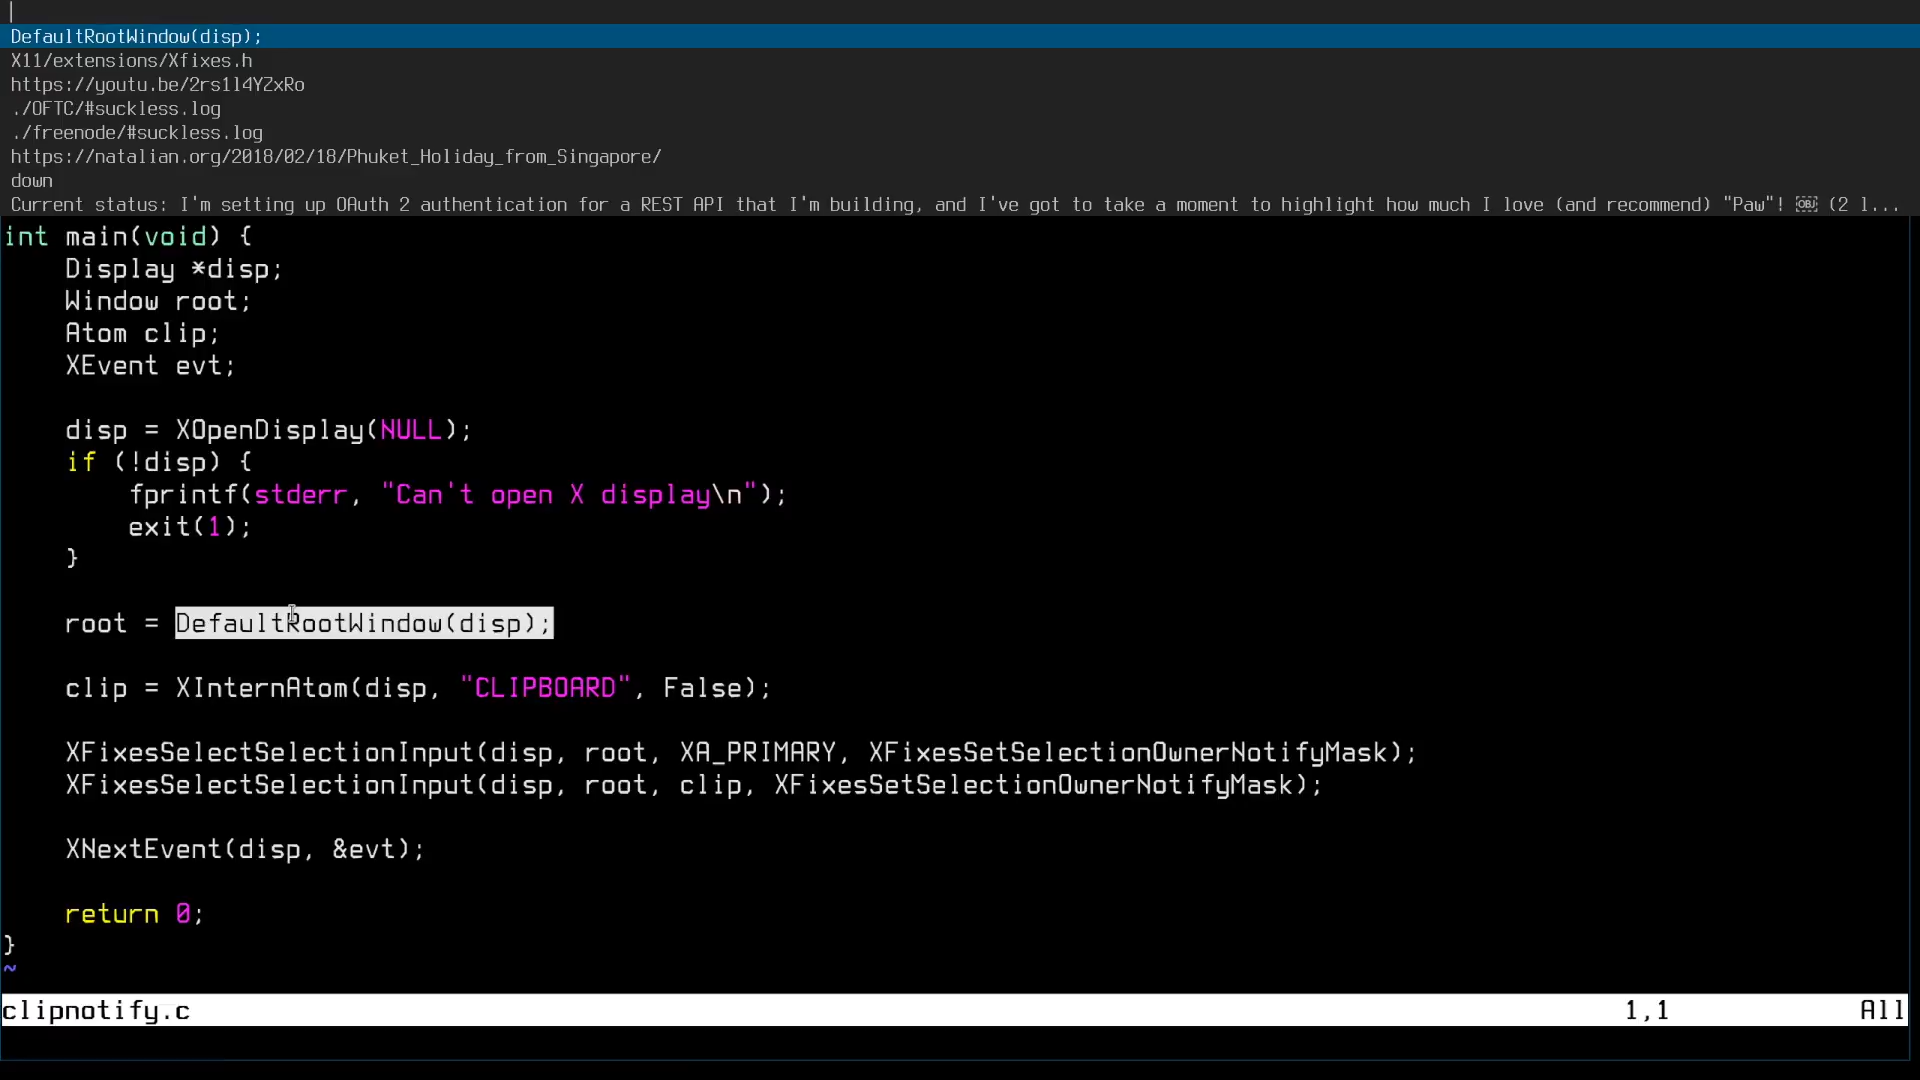 DefaultRootWindow(disp);
X11/extensions/Xfixes.h
https://youtu.be/2rs1l4YZxRo
./OFTC/#suckless.log
./freenode/#suckless.log
https://natalian.org/2018/02/18/Phuket_Holiday_from_Singapore/
down
Current status: I'm setting up OAuth 2 authentication for a REST API that I'm building, and I've got to take a moment to highlight how much I love (and recommend) "Paw"! ￼ (2 l...
int main(void) {
    Display *disp;
    Window root;
    Atom clip;
    XEvent evt;
    disp = XOpenDisplay(NULL);
    if (!disp) {
        fprintf(stderr, "Can't open X display\n");
        exit(1);
    }
    root = DefaultRootWindow(disp);
    clip = XInternAtom(disp, "CLIPBOARD", False);
    XFixesSelectSelectionInput(disp, root, XA_PRIMARY, XFixesSetSelectionOwnerNotifyMask);
    XFixesSelectSelectionInput(disp, root, clip, XFixesSetSelectionOwnerNotifyMask);
    XNextEvent(disp, &evt);
    return 0;
}
~
clipnotify.c 1,1 All